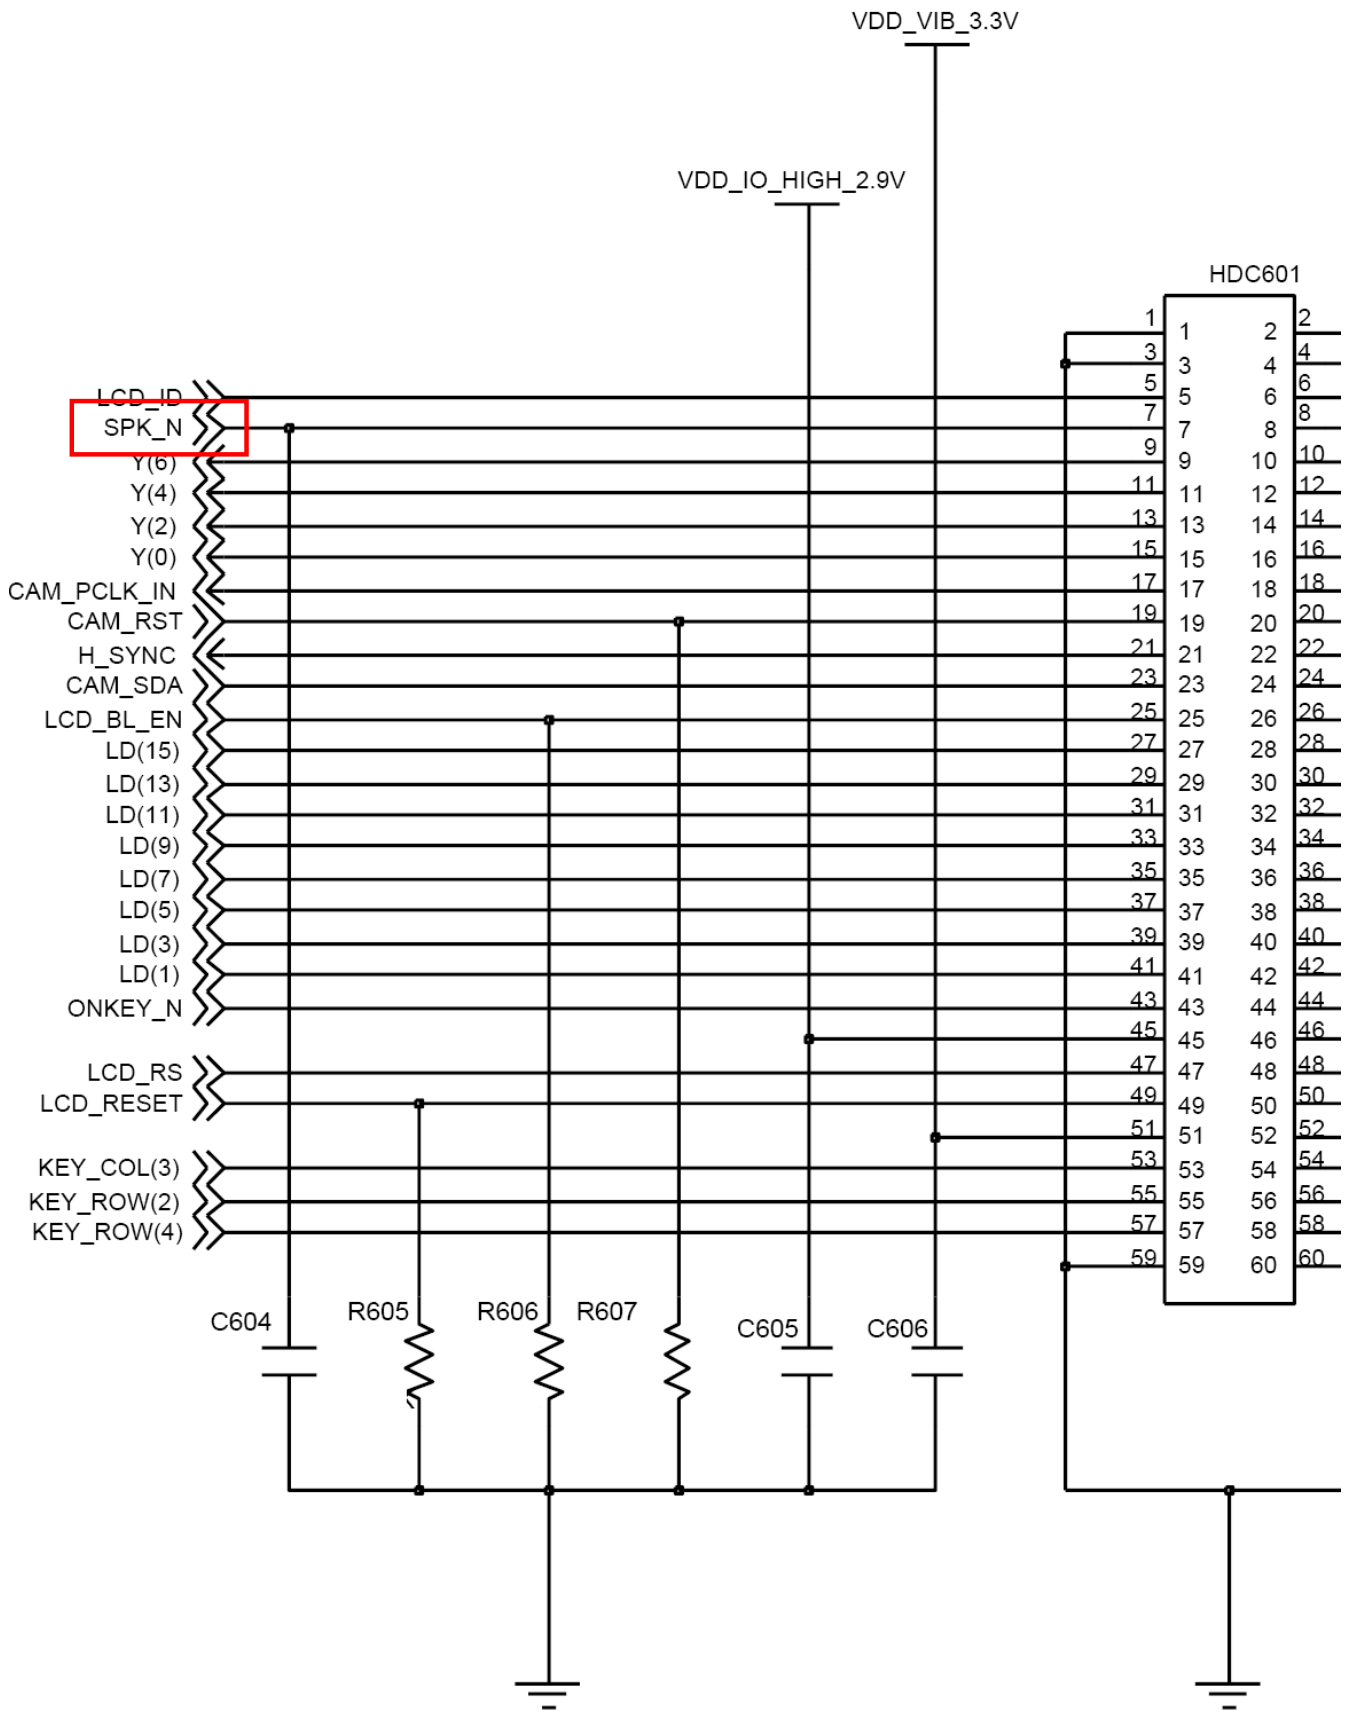 VDD_VIB_3.3V
VDD_IO_HIGH_2.9V
HDC601
1 1 2 2
3 3 4 4
LCD_ID 5 5 6 6
SPK_N 7 7 8 8
Y(6) 9 9 10 10
Y(4) 11 11 12 12
Y(2) 13 13 14 14
Y(0) 15 15 16 16
CAM_PCLK_IN 17 17 18 18
CAM_RST 19 19 20 20
H_SYNC 21 21 22 22
CAM_SDA 23 23 24 24
LCD_BL_EN 25 25 26 26
LD(15) 27 27 28 28
LD(13) 29 29 30 30
LD(11) 31 31 32 32
LD(9) 33 33 34 34
LD(7) 35 35 36 36
LD(5) 37 37 38 38
LD(3) 39 39 40 40
LD(1) 41 41 42 42
ONKEY_N 43 43 44 44
45 45 46 46
LCD_RS 47 47 48 48
LCD_RESET 49 49 50 50
51 51 52 52
KEY_COL(3) 53 53 54 54
KEY_ROW(2) 55 55 56 56
KEY_ROW(4) 57 57 58 58
59 59 60 60
C604 R605 R606 R607 C605 C606